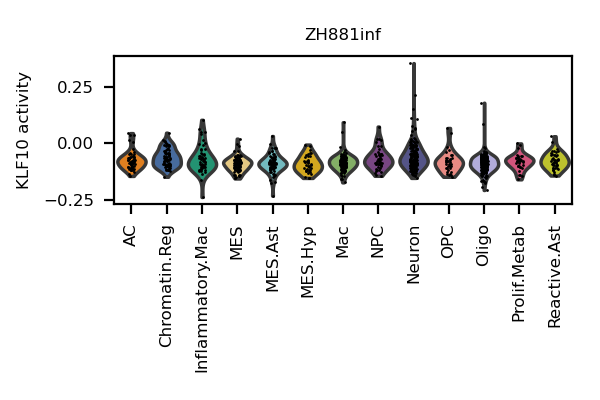 ZH881inf
KLF10 activity
0.25
0.00
−0.25
AC
Chromatin.Reg
Inflammatory.Mac
MES
MES.Ast
MES.Hyp
Mac
NPC
Neuron
OPC
Oligo
Prolif.Metab
Reactive.Ast